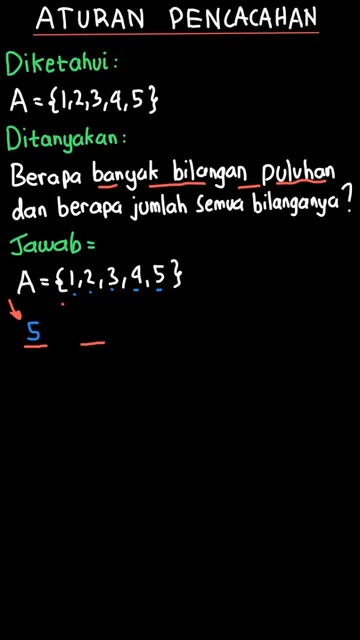 ATURAN PENCACAHAN
Diketahui:
A = {1,2,3,4,5}
Ditanyakan:
Berapa banyak bilangan puluhan
dan berapa jumlah semua bilanganya?
Jawab=
A = {1,2,3,4,5}
5